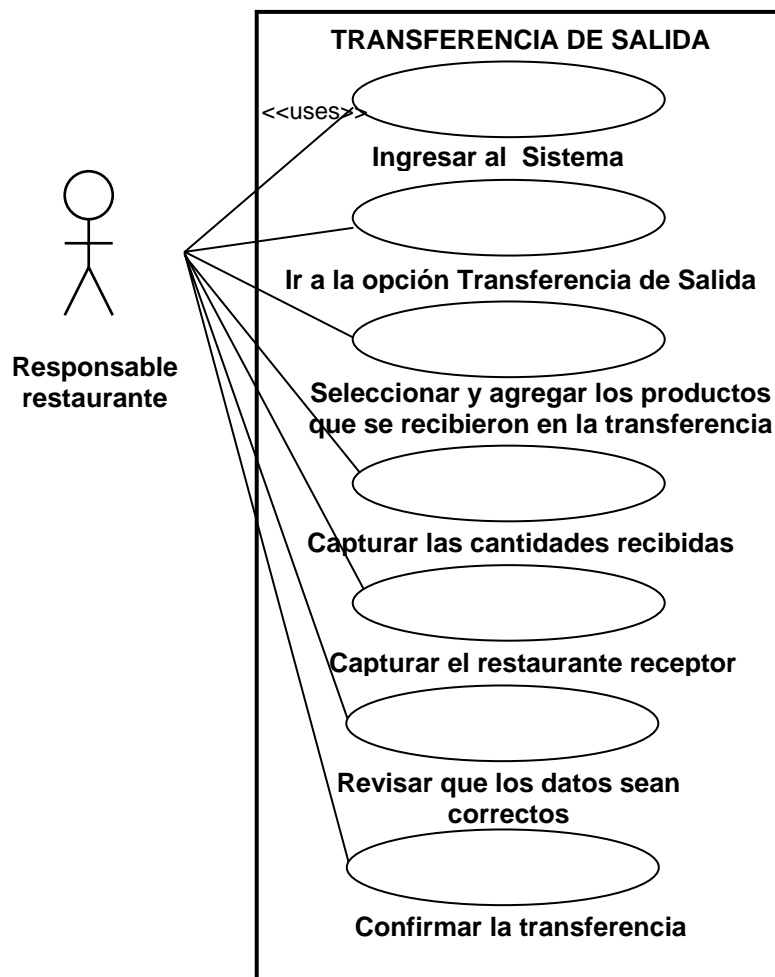 TRANSFERENCIA DE SALIDA
<<uses>>
Ingresar al Sistema
Ir a la opción Transferencia de Salida
Responsable
restaurante
Seleccionar y agregar los productos
que se recibieron en la transferencia
Capturar las cantidades recibidas
Capturar el restaurante receptor
Revisar que los datos sean
correctos
Confirmar la transferencia